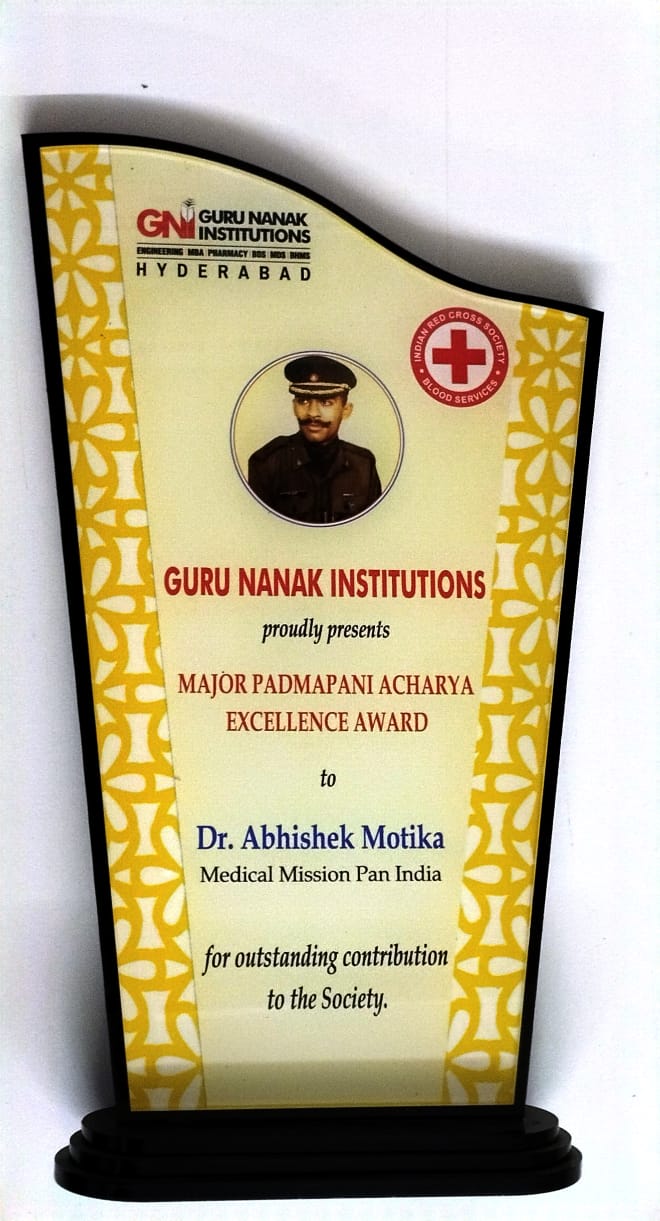 GNI GURU NANAK
INSTITUTIONS
ENGINEERING | MBA | PHARMACY | BDS | MDS | BHMS
HYDERABAD
INDIAN RED CROSS SOCIETY
• BLOOD SERVICES •
GURU NANAK INSTITUTIONS
proudly presents
MAJOR PADMAPANI ACHARYA
EXCELLENCE AWARD
to
Dr. Abhishek Motika
Medical Mission Pan India
for outstanding contribution
to the Society.